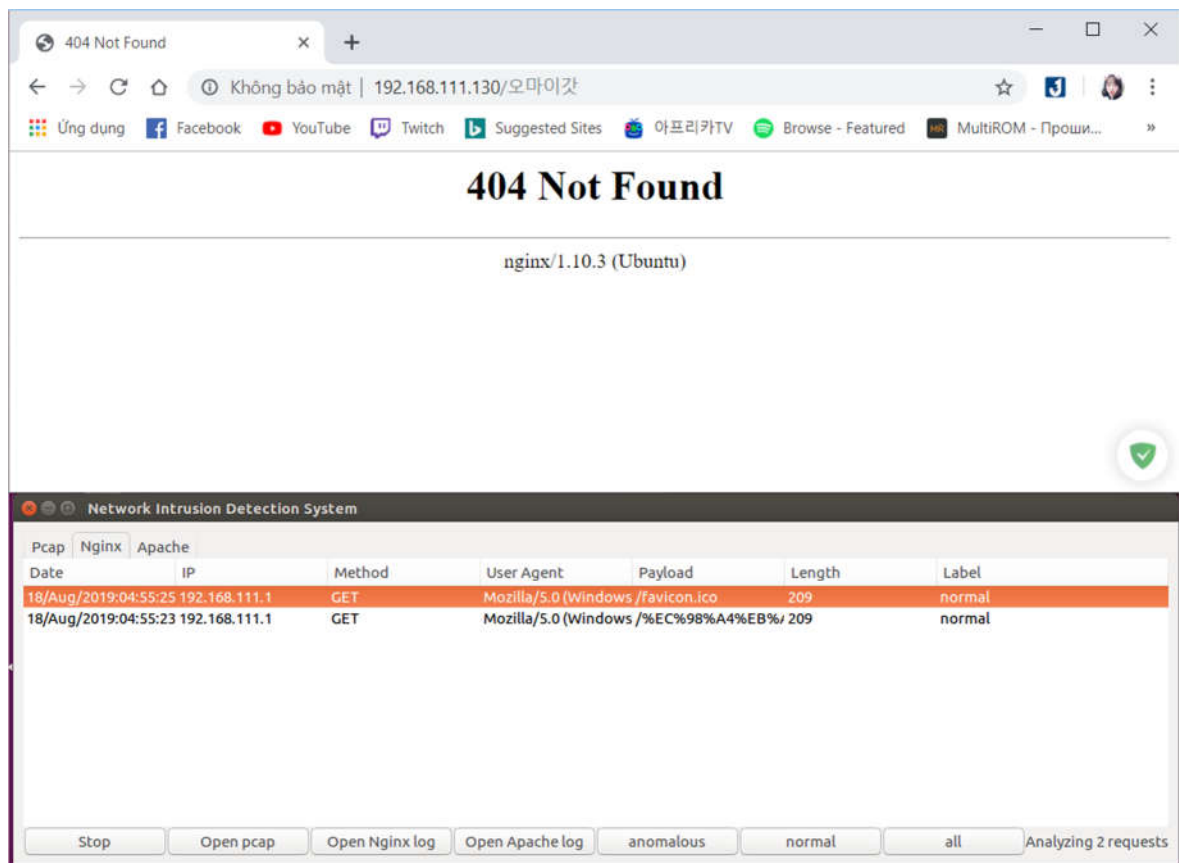 404 Not Found
Không bảo mật | 192.168.111.130/오마이갓
Ứng dụng Facebook YouTube Twitch Suggested Sites 아프리카TV Browse - Featured MultiROM - Проши... »
404 Not Found
nginx/1.10.3 (Ubuntu)
Network Intrusion Detection System
Pcap Nginx Apache
Date IP Method User Agent Payload Length Label
18/Aug/2019:04:55:25 192.168.111.1 GET Mozilla/5.0 (Windows /favicon.ico 209 normal
18/Aug/2019:04:55:23 192.168.111.1 GET Mozilla/5.0 (Windows /%EC%98%A4%EB%/ 209 normal
Stop Open pcap Open Nginx log Open Apache log anomalous normal all Analyzing 2 requests